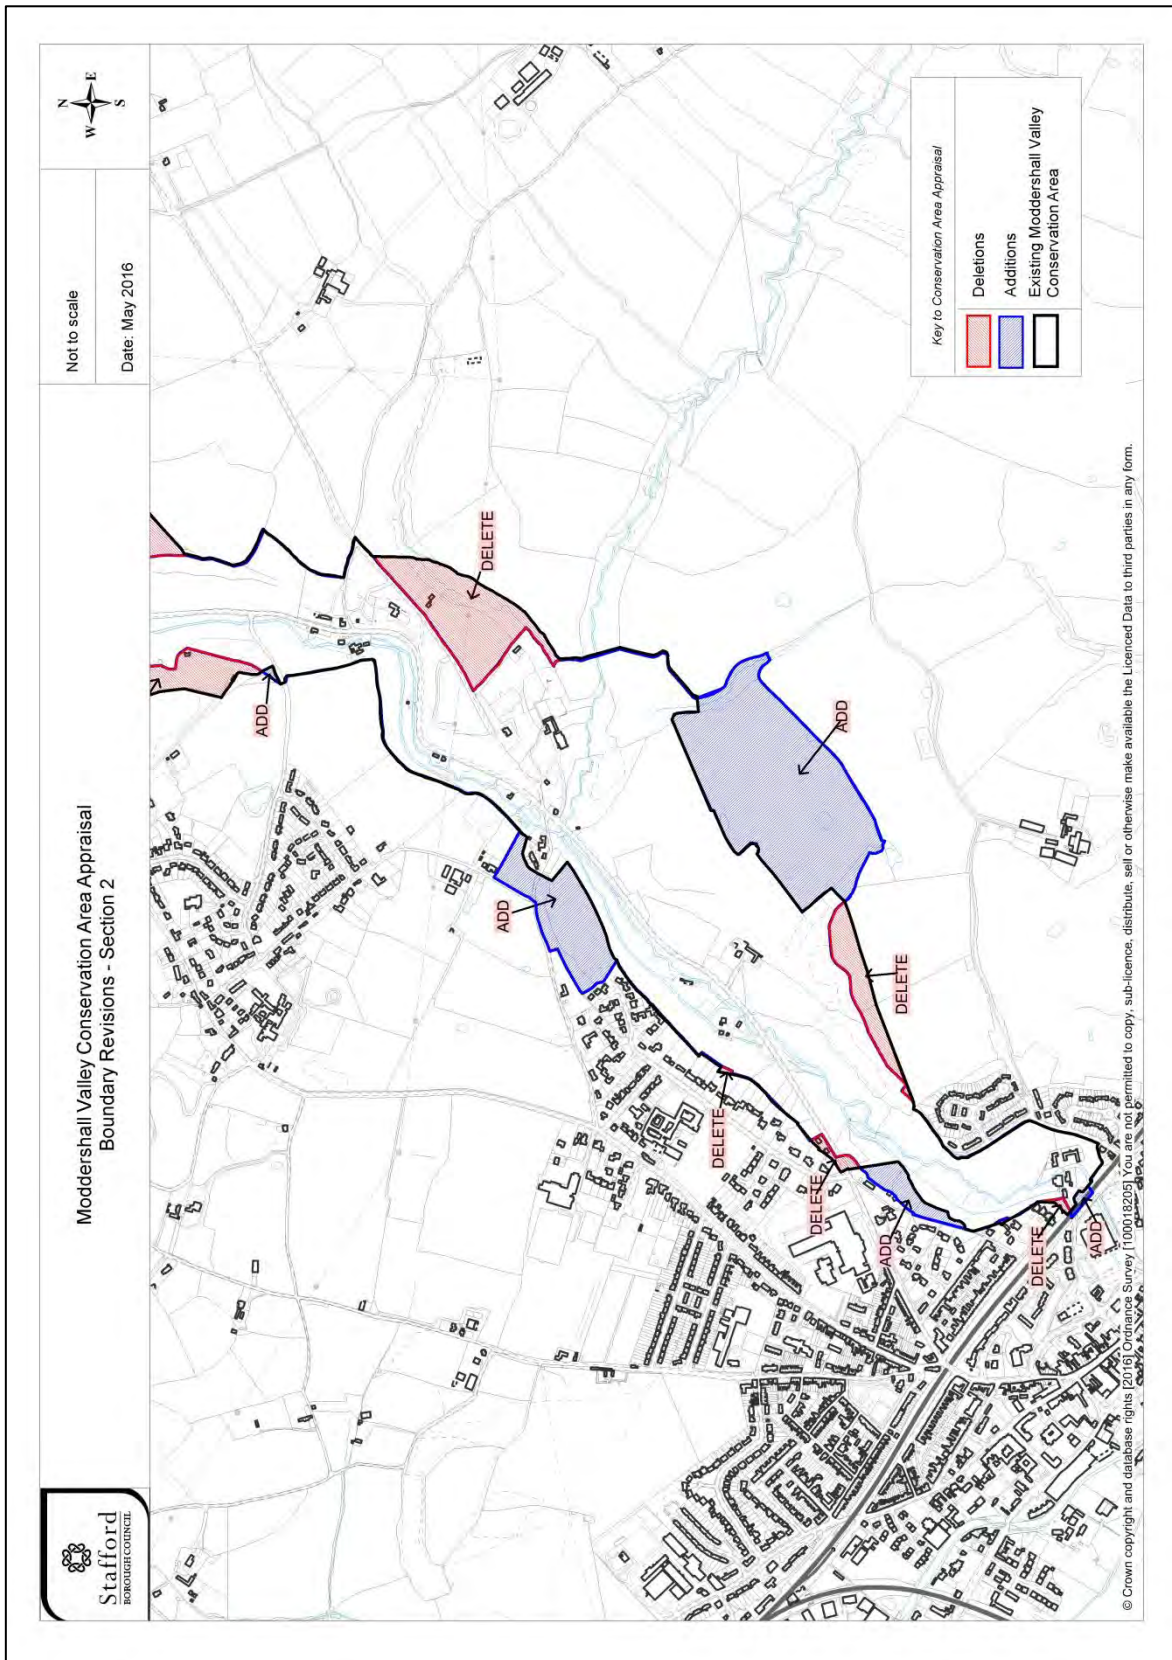 Stafford
BOROUGH COUNCIL
Moddershall Valley Conservation Area Appraisal
Boundary Revisions - Section 2
Not to scale
Date: May 2016
N
W
E
S
ADD
DELETE
ADD
ADD
DELETE
DELETE
DELETE
ADD
DELETE
ADD
Key to Conservation Area Appraisal
Deletions
Additions
Existing Moddershall Valley
Conservation Area
© Crown copyright and database rights [2016] Ordnance Survey [100018205] You are not permitted to copy, sub-licence, distribute, sell or otherwise make available the Licenced Data to third parties in any form.